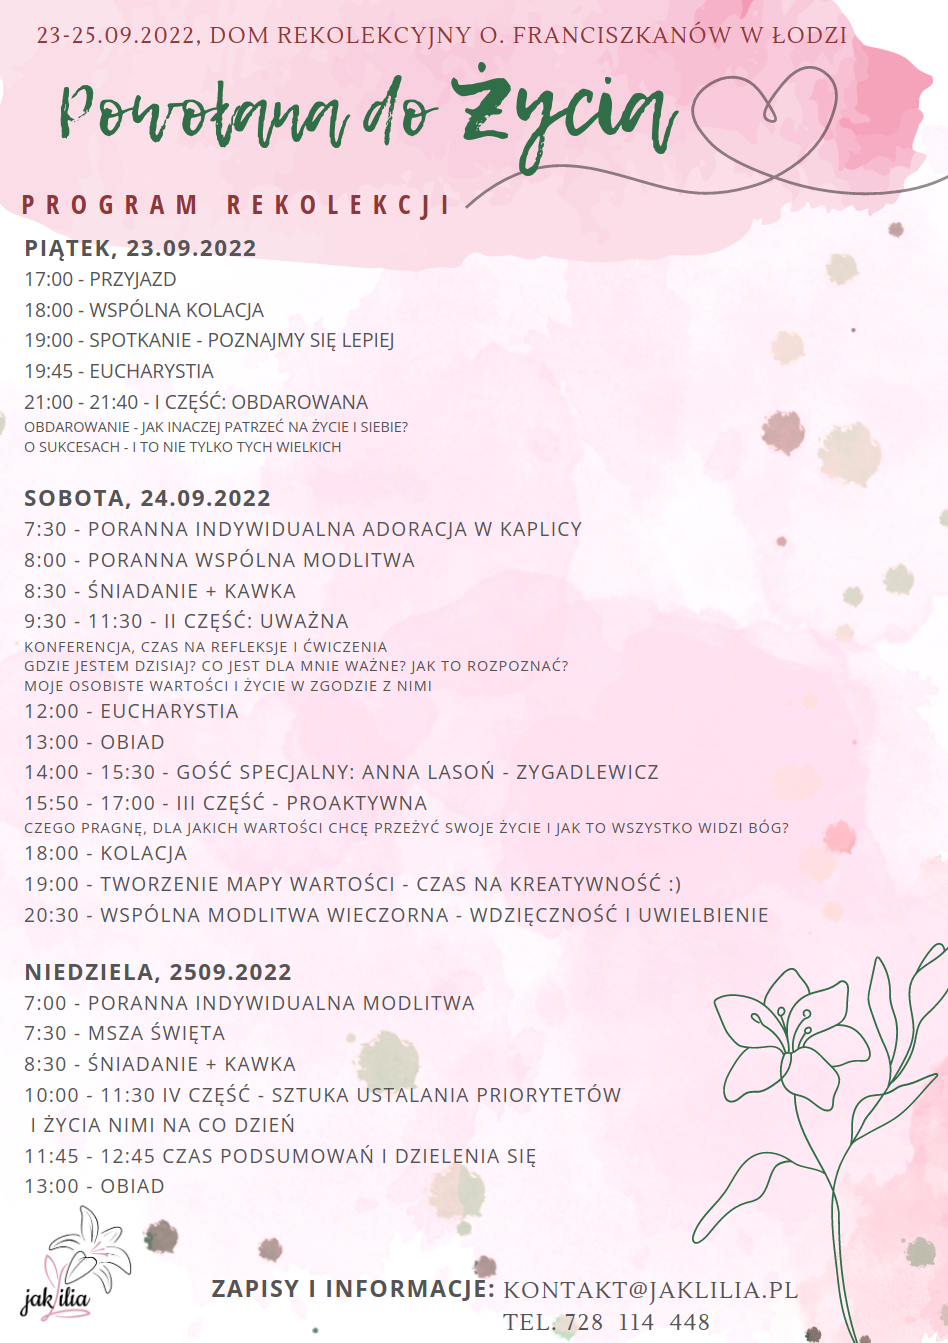 23-25.09.2022, DOM REKOLEKCYJNY O. FRANCISZKANÓW W ŁODZI
Powołana do Życia
PROGRAM REKOLEKCJI
PIĄTEK, 23.09.2022
17:00 - PRZYJAZD
18:00 - WSPÓLNA KOLACJA
19:00 - SPOTKANIE - POZNAJMY SIĘ LEPIEJ
19:45 - EUCHARYSTIA
21:00 - 21:40 - I CZĘŚĆ: OBDAROWANA
OBDAROWANIE - JAK INACZEJ PATRZEĆ NA ŻYCIE I SIEBIE?
O SUKCESACH - I TO NIE TYLKO TYCH WIELKICH
SOBOTA, 24.09.2022
7:30 - PORANNA INDYWIDUALNA ADORACJA W KAPLICY
8:00 - PORANNA WSPÓLNA MODLITWA
8:30 - ŚNIADANIE + KAWKA
9:30 - 11:30 - II CZĘŚĆ: UWAŻNA
KONFERENCJA, CZAS NA REFLEKSJE I ĆWICZENIA
GDZIE JESTEM DZISIAJ? CO JEST DLA MNIE WAŻNE? JAK TO ROZPOZNAĆ?
MOJE OSOBISTE WARTOŚCI I ŻYCIE W ZGODZIE Z NIMI
12:00 - EUCHARYSTIA
13:00 - OBIAD
14:00 - 15:30 - GOŚĆ SPECJALNY: ANNA LASOŃ - ZYGADLEWICZ
15:50 - 17:00 - III CZĘŚĆ - PROAKTYWNA
CZEGO PRAGNĘ, DLA JAKICH WARTOŚCI CHCĘ PRZEŻYĆ SWOJE ŻYCIE I JAK TO WSZYSTKO WIDZI BÓG?
18:00 - KOLACJA
19:00 - TWORZENIE MAPY WARTOŚCI - CZAS NA KREATYWNOŚĆ :)
20:30 - WSPÓLNA MODLITWA WIECZORNA - WDZIĘCZNOŚĆ I UWIELBIENIE
NIEDZIELA, 2509.2022
7:00 - PORANNA INDYWIDUALNA MODLITWA
7:30 - MSZA ŚWIĘTA
8:30 - ŚNIADANIE + KAWKA
10:00 - 11:30 IV CZĘŚĆ - SZTUKA USTALANIA PRIORYTETÓW
I ŻYCIA NIMI NA CO DZIEŃ
11:45 - 12:45 CZAS PODSUMOWAŃ I DZIELENIA SIĘ
13:00 - OBIAD
jakLilia
ZAPISY I INFORMACJE: KONTAKT@JAKLILIA.PL
TEL. 728 114 448